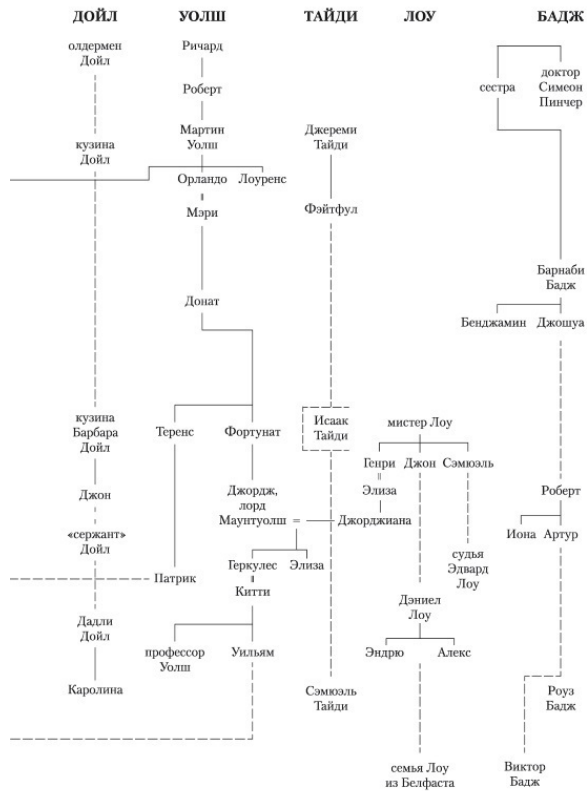 ДОЙЛ
УОЛШ
ТАЙДИ
ЛОУ
БАДЖ
олдермен
Дойл
Ричард
Роберт
сестра
доктор
Симеон
Пинчер
кузина
Дойл
Мартин
Уолш
Джереми
Тайди
Орландо
Лоуренс
Мэри
Фэйтфул
Донат
Барнаби
Бадж
Бенджамин
Джошуа
кузина
Барбара
Дойл
Теренс
Фортунат
Исаак
Тайди
мистер Лоу
Генри
Джон
Сэмюэль
Джон
Джордж,
лорд
Маунтуолш
=
Элиза
Джорджиана
Роберт
«сержант»
Дойл
Иона
Артур
Патрик
Геркулес
Элиза
судья
Эдвард
Лоу
Китти
Дадли
Дойл
Дэниел
Лоу
профессор
Уолш
Уильям
Эндрю
Алекс
Каролина
Сэмюэль
Тайди
Роуз
Бадж
семья Лоу
из Белфаста
Виктор
Бадж